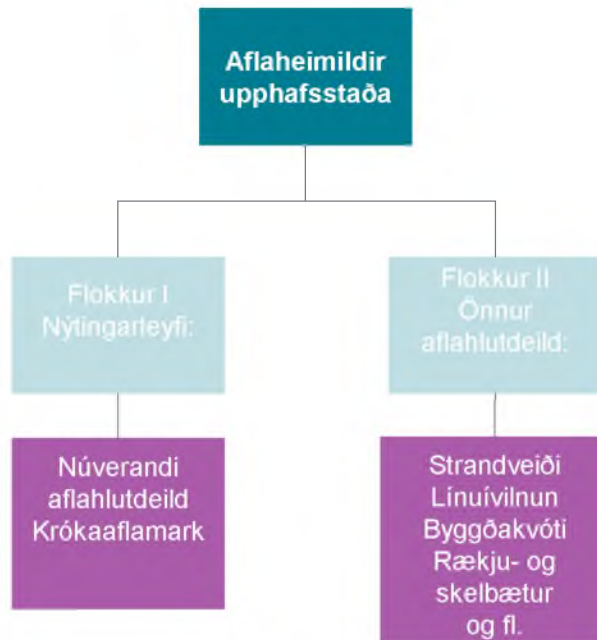 Aflaheimildir
upphafsstaða
Flokkur I
Nýtingarleyfi:
Flokkur II
Önnur
aflahlutdeild:
Núverandi
aflahlutdeild
Krókaaflamark
Strandveiði
Línuívilnun
Byggðakvóti
Rækju- og
skelbætur
og fl.